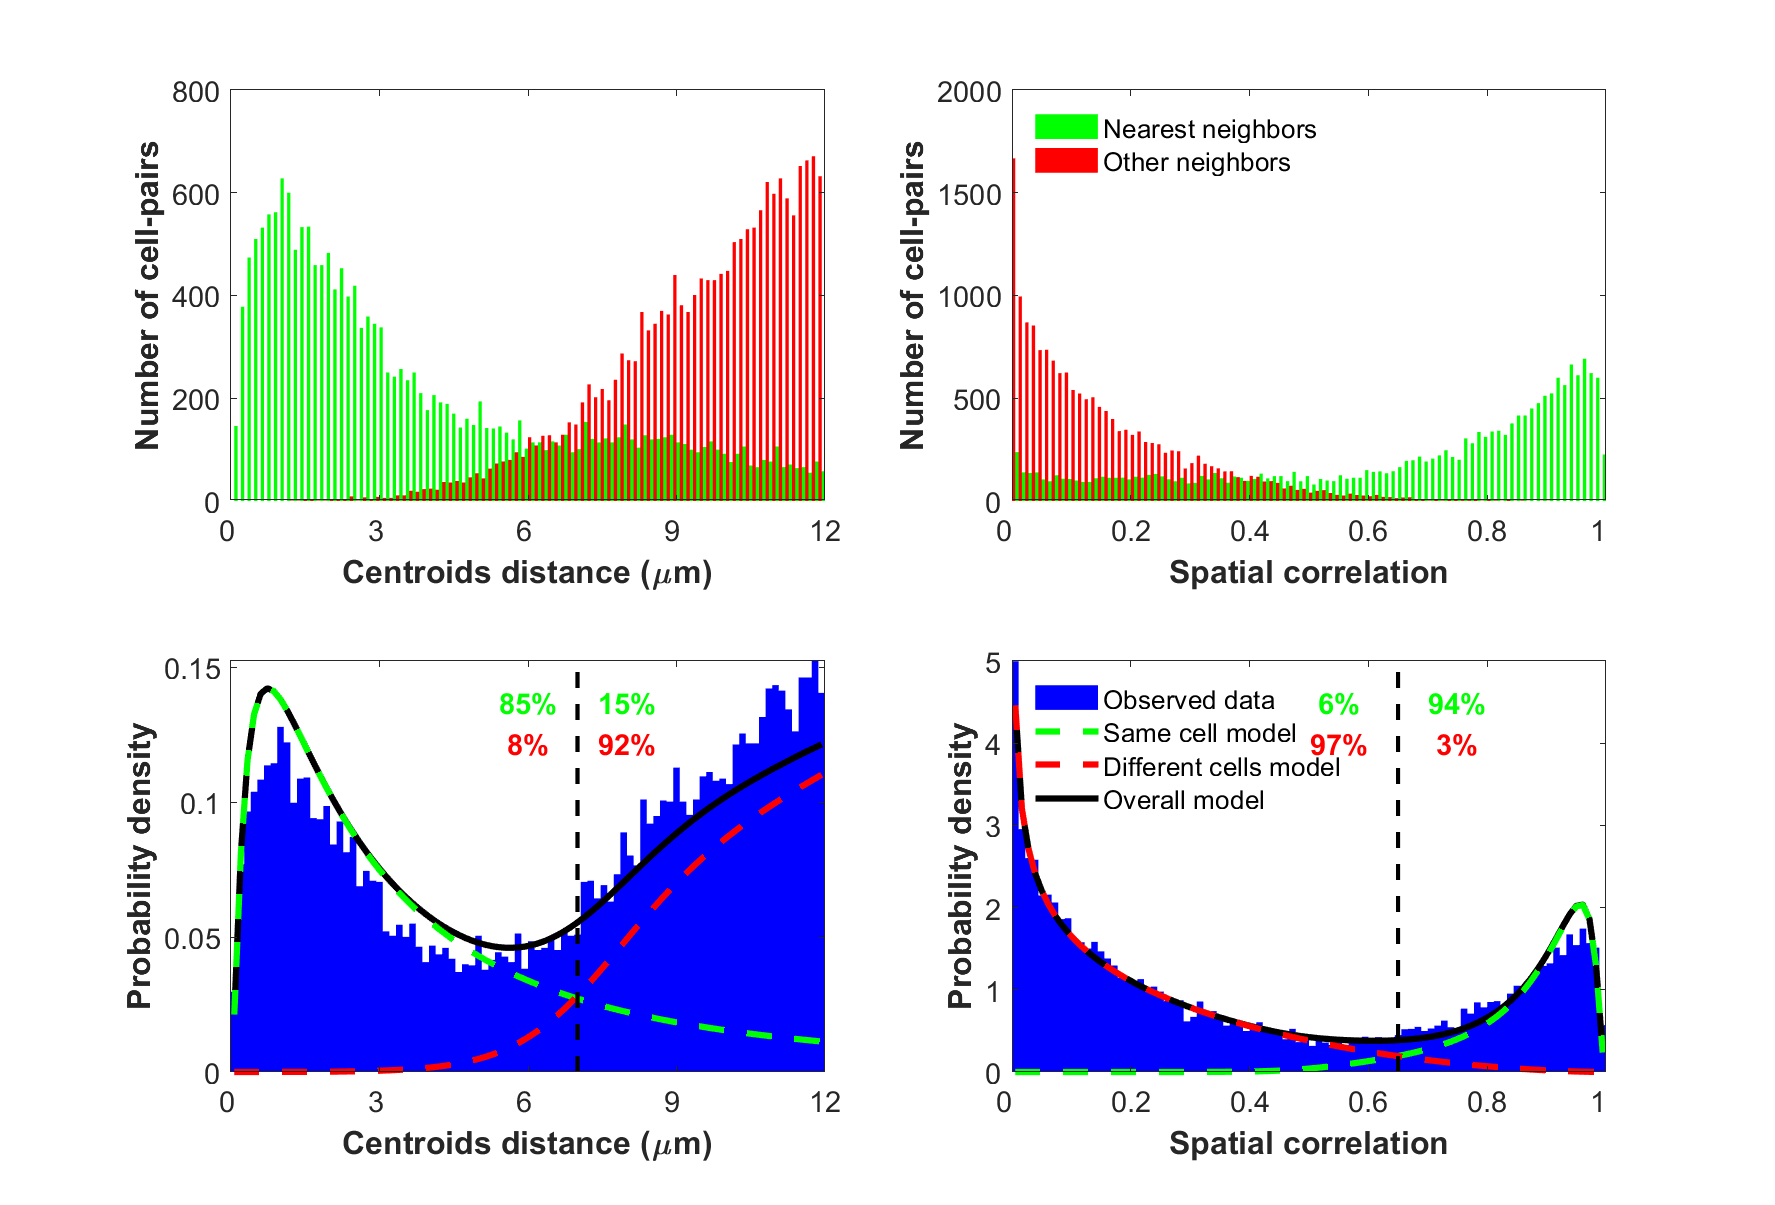 800
600
400
200
0
Number of cell-pairs
0 3 6 9 12
Centroids distance (μm)
2000
1500
1000
500
0
Number of cell-pairs
Nearest neighbors
Other neighbors
0 0.2 0.4 0.6 0.8 1
Spatial correlation
0.15
0.1
0.05
0
Probability density
85% 15%
8% 92%
0 3 6 9 12
Centroids distance (μm)
5
4
3
2
1
0
Probability density
Observed data
Same cell model
Different cells model
Overall model
6% 94%
97% 3%
0 0.2 0.4 0.6 0.8 1
Spatial correlation